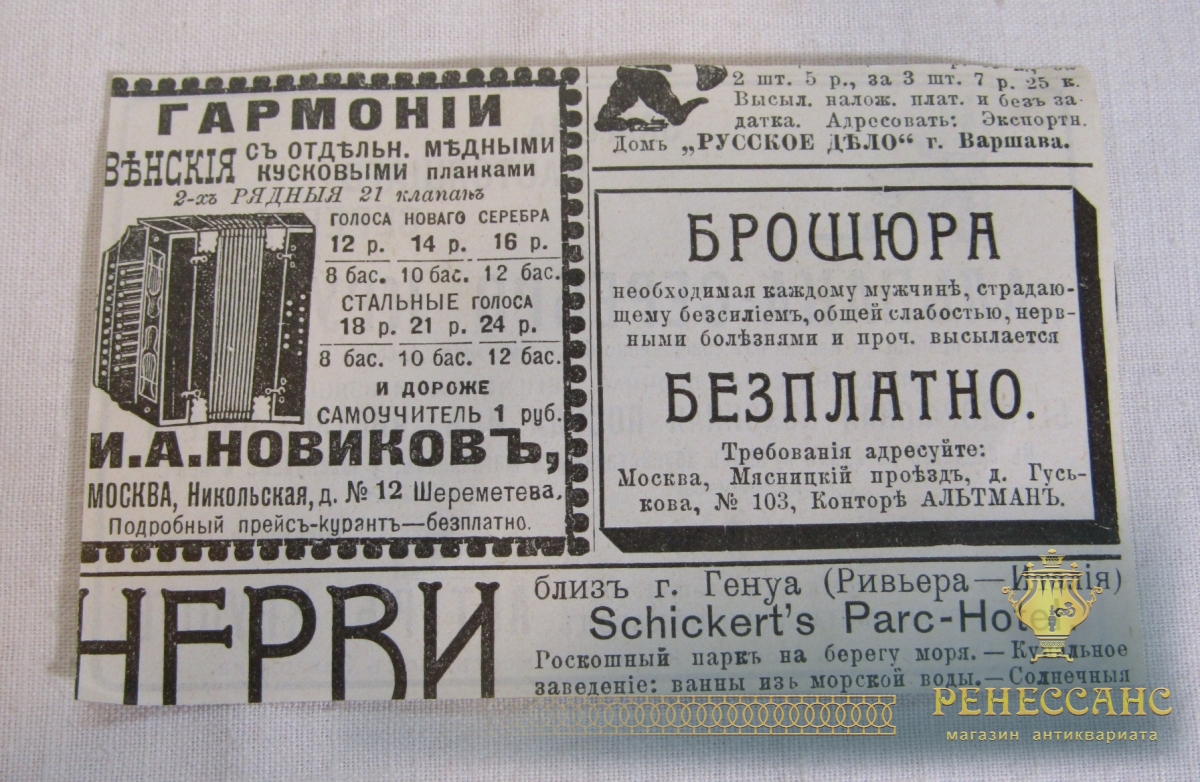 ГАРМОНІИ
ВѢНСКІЯ СЪ ОТДѢЛЬН. МѢДНЫМИ
КУСКОВЫМИ ПЛАНКАМИ
2-хъ РЯДНЫЯ 21 клапанъ
ГОЛОСА НОВАГО СЕРЕБРА
12 р. 14 р. 16 р.
8 бас. 10 бас. 12 бас.
СТАЛЬНЫЕ ГОЛОСА
18 р. 21 р. 24 р.
8 бас. 10 бас. 12 бас.
И ДОРОЖЕ
САМОУЧИТЕЛЬ 1 руб.
И.А.НОВИКОВЪ,
МОСКВА, Никольская, д. № 12 Шереметева.
Подробный прейсъ-курантъ—безплатно.
2 шт. 5 р., за 3 шт. 7 р. 25 к.
Высыл. налож. плат. и безъ за-
датка. Адресовать: Экспортн.
Домъ „РУССКОЕ ДѢЛО“ г. Варшава.
БРОШЮРА
необходимая каждому мужчинѣ, страдаю-
щему безсиліемъ, общей слабостью, нерв-
ными болѣзнями и проч. высылается
БЕЗПЛАТНО.
Требованія адресуйте:
Москва, Мясницкій проѣздъ, д. Гусь-
кова, № 103, Конторѣ АЛЬТМАНЪ.
НЕРВИ
близъ г. Генуа (Ривьера—Италія)
Schickert's Parc-Hotel
Роскошный паркъ на берегу моря.—Купальное
заведеніе: ванны изъ морской воды.—Солнечныя
РЕНЕССАНС
магазин антиквариата